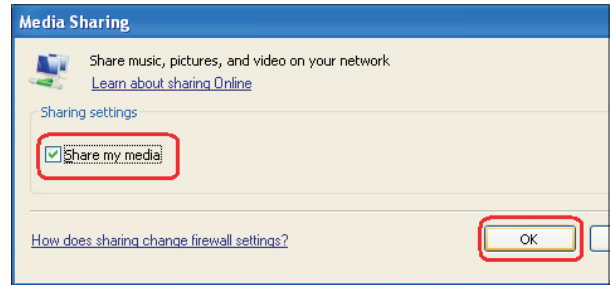 Media Sharing
Share music, pictures, and video on your network
Learn about sharing Online
Sharing settings
Share my media
How does sharing change firewall settings?
OK